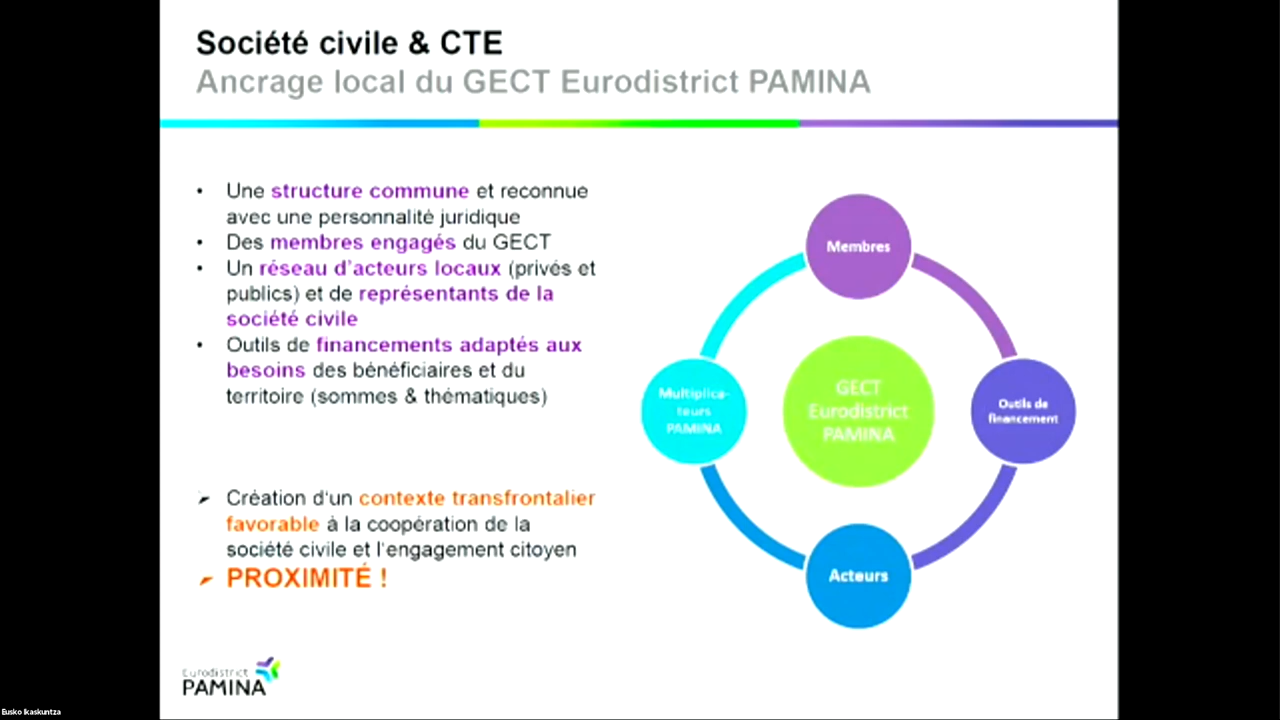 Société civile & CTE
Ancrage local du GECT Eurodistrict PAMINA
• Une structure commune et reconnue
avec une personnalité juridique
• Des membres engagés du GECT
• Un réseau d'acteurs locaux (privés et
publics) et de représentants de la
société civile
• Outils de financements adaptés aux
besoins des bénéficiaires et du
territoire (sommes & thématiques)
➢ Création d'un contexte transfrontalier
favorable à la coopération de la
société civile et l'engagement citoyen
➢ PROXIMITÉ !
Membres
Multiplica-
teurs
PAMINA
GECT
Eurodistrict
PAMINA
Outils de
financement
Acteurs
Eurodistrict
PAMINA
Eusko Ikaskuntza